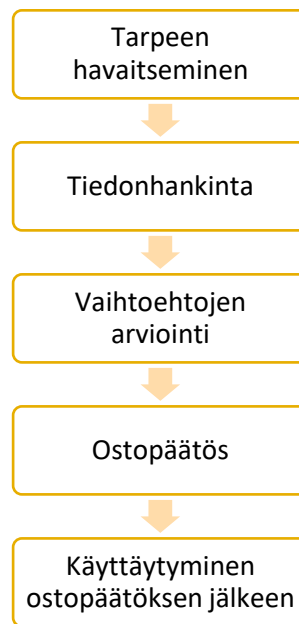 Tarpeen
havaitseminen
Tiedonhankinta
Vaihtoehtojen
arviointi
Ostopäätös
Käyttäytyminen
ostopäätöksen jälkeen